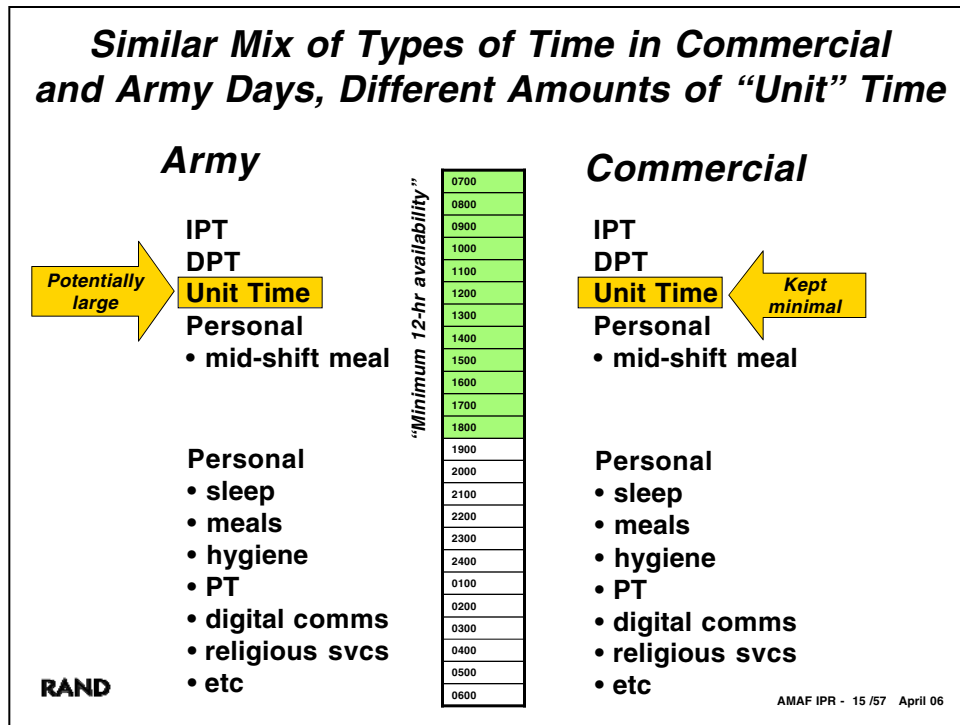 Similar Mix of Types of Time in Commercial
and Army Days, Different Amounts of “Unit” Time
Army
IPT
DPT
Unit Time
Personal
• mid-shift meal
Potentially
large
Personal
• sleep
• meals
• hygiene
• PT
• digital comms
• religious svcs
• etc
“Minimum 12-hr availability”
0700
0800
0900
1000
1100
1200
1300
1400
1500
1600
1700
1800
1900
2000
2100
2200
2300
2400
0100
0200
0300
0400
0500
0600
Commercial
IPT
DPT
Unit Time
Personal
• mid-shift meal
Kept
minimal
Personal
• sleep
• meals
• hygiene
• PT
• digital comms
• religious svcs
• etc
RAND
AMAF IPR - 15 /57 April 06